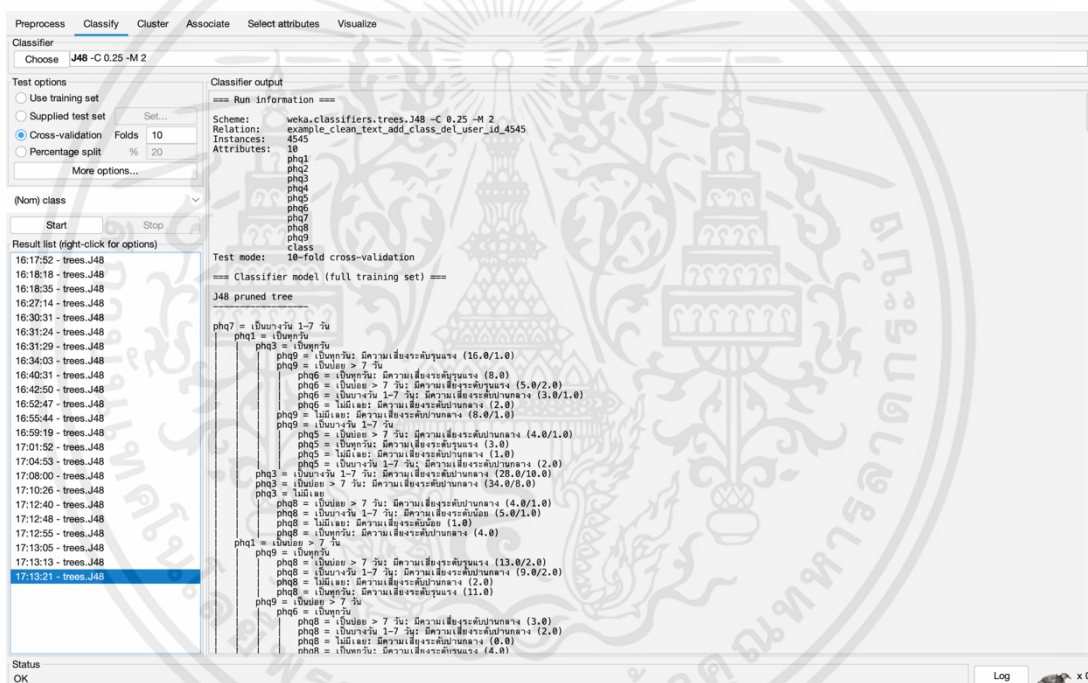 Preprocess Classify Cluster Associate Select attributes Visualize
Classifier
Choose J48 -C 0.25 -M 2
Test options
Use training set
Supplied test set Set...
Cross-validation Folds 10
Percentage split % 20
More options...
(Nom) class
Start Stop
Result list (right-click for options)
16:17:52 - trees.J48
16:18:18 - trees.J48
16:18:35 - trees.J48
16:27:14 - trees.J48
16:30:31 - trees.J48
16:31:24 - trees.J48
16:31:29 - trees.J48
16:34:03 - trees.J48
16:40:31 - trees.J48
16:42:50 - trees.J48
16:52:47 - trees.J48
16:55:44 - trees.J48
16:59:19 - trees.J48
17:01:52 - trees.J48
17:04:53 - trees.J48
17:08:00 - trees.J48
17:10:26 - trees.J48
17:12:40 - trees.J48
17:12:48 - trees.J48
17:12:55 - trees.J48
17:13:05 - trees.J48
17:13:13 - trees.J48
17:13:21 - trees.J48
Classifier output
=== Run information ===
Scheme: weka.classifiers.trees.J48 -C 0.25 -M 2
Relation: example_clean_text_add_class_del_user_id_4545
Instances: 4545
Attributes: 10
phq1
phq2
phq3
phq4
phq5
phq6
phq7
phq8
phq9
class
Test mode: 10-fold cross-validation
=== Classifier model (full training set) ===
J48 pruned tree
------------------
phq7 = เป็นบางวัน 1-7 วัน
| phq1 = เป็นทุกวัน
| | phq3 = เป็นทุกวัน
| | | phq9 = เป็นทุกวัน: มีความเสี่ยงระดับรุนแรง (16.0/1.0)
| | | phq9 = เป็นบ่อย > 7 วัน
| | | | phq6 = เป็นทุกวัน: มีความเสี่ยงระดับรุนแรง (8.0)
| | | | phq6 = เป็นบ่อย > 7 วัน: มีความเสี่ยงระดับรุนแรง (5.0/2.0)
| | | | phq6 = เป็นบางวัน 1-7 วัน: มีความเสี่ยงระดับปานกลาง (3.0/1.0)
| | | | phq6 = ไม่มีเลย: มีความเสี่ยงระดับปานกลาง (2.0)
| | | phq9 = ไม่มีเลย: มีความเสี่ยงระดับปานกลาง (8.0/1.0)
| | | phq9 = เป็นบางวัน 1-7 วัน
| | | | phq5 = เป็นบ่อย > 7 วัน: มีความเสี่ยงระดับปานกลาง (4.0/1.0)
| | | | phq5 = เป็นทุกวัน: มีความเสี่ยงระดับรุนแรง (3.0)
| | | | phq5 = ไม่มีเลย: มีความเสี่ยงระดับปานกลาง (1.0)
| | | | phq5 = เป็นบางวัน 1-7 วัน: มีความเสี่ยงระดับปานกลาง (2.0)
| | phq3 = เป็นบางวัน 1-7 วัน: มีความเสี่ยงระดับปานกลาง (28.0/10.0)
| | phq3 = เป็นบ่อย > 7 วัน: มีความเสี่ยงระดับปานกลาง (34.0/8.0)
| | phq3 = ไม่มีเลย
| | | phq8 = เป็นบ่อย > 7 วัน: มีความเสี่ยงระดับปานกลาง (4.0/1.0)
| | | phq8 = เป็นบางวัน 1-7 วัน: มีความเสี่ยงระดับน้อย (5.0/1.0)
| | | phq8 = ไม่มีเลย: มีความเสี่ยงระดับน้อย (1.0)
| | | phq8 = เป็นทุกวัน: มีความเสี่ยงระดับปานกลาง (4.0)
| phq1 = เป็นบ่อย > 7 วัน
| | phq9 = เป็นทุกวัน
| | | phq8 = เป็นบ่อย > 7 วัน: มีความเสี่ยงระดับรุนแรง (13.0/2.0)
| | | phq8 = เป็นบางวัน 1-7 วัน: มีความเสี่ยงระดับปานกลาง (9.0/2.0)
| | | phq8 = ไม่มีเลย: มีความเสี่ยงระดับปานกลาง (2.0)
| | | phq8 = เป็นทุกวัน: มีความเสี่ยงระดับรุนแรง (11.0)
| | phq9 = เป็นบ่อย > 7 วัน
| | | phq6 = เป็นทุกวัน
| | | | phq8 = เป็นบ่อย > 7 วัน: มีความเสี่ยงระดับปานกลาง (3.0)
| | | | phq8 = เป็นบางวัน 1-7 วัน: มีความเสี่ยงระดับปานกลาง (2.0)
| | | | phq8 = ไม่มีเลย: มีความเสี่ยงระดับปานกลาง (0.0)
| | | | phq8 = เป็นทุกวัน: มีความเสี่ยงระดับรุนแรง (4.0)
Status
OK
Log
x 0